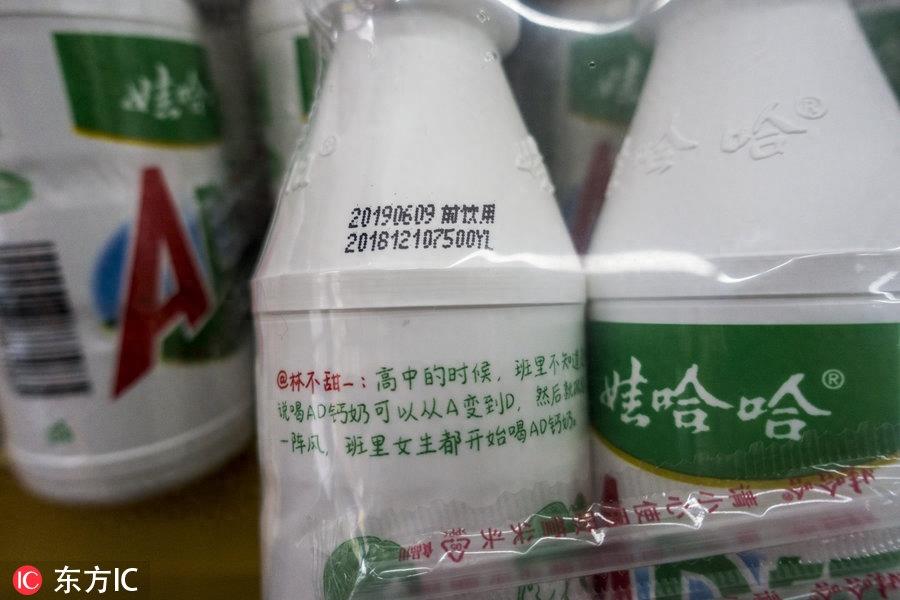 娃哈哈
A
20190609 前饮用
201812107500YL
@林不甜一：高中的时候，班里不知道
说喝AD钙奶可以从A变到D，然后就
一阵风，班里女生都开始喝AD钙奶。
哈哈®
娃哈哈®
东方IC